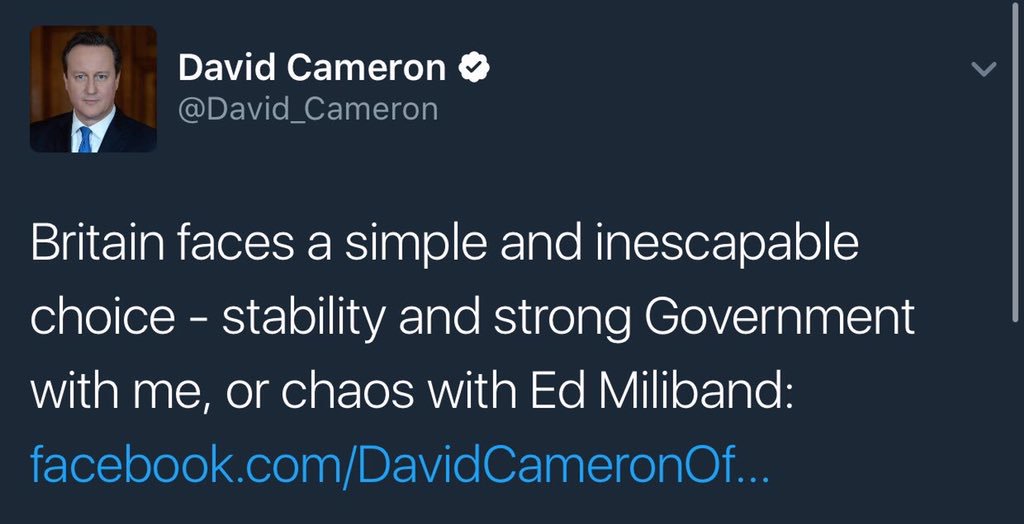 David Cameron
@David_Cameron
Britain faces a simple and inescapable
choice - stability and strong Government
with me, or chaos with Ed Miliband:
facebook.com/DavidCameronOf...